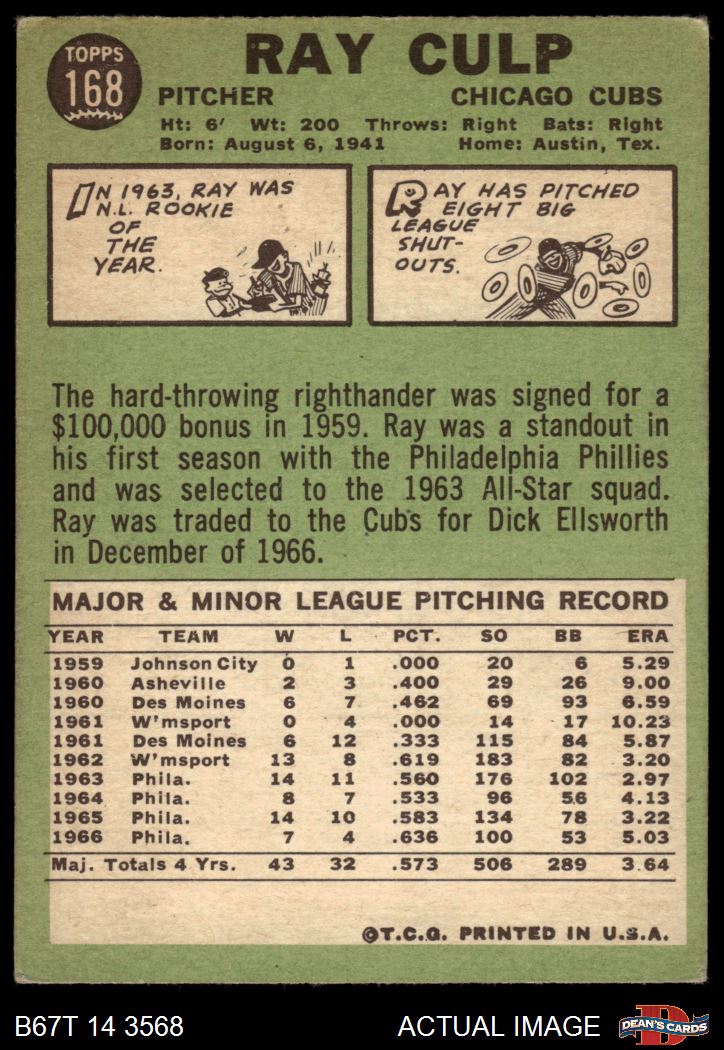 TOPPS
168
RAY CULP
PITCHER CHICAGO CUBS
Ht: 6' Wt: 200 Throws: Right Bats: Right
Born: August 6, 1941 Home: Austin, Tex.
IN 1963, RAY WAS
N.L. ROOKIE
OF
THE
YEAR.
RAY HAS PITCHED
EIGHT BIG
LEAGUE
SHUT-
OUTS.
The hard-throwing righthander was signed for a
$100,000 bonus in 1959. Ray was a standout in
his first season with the Philadelphia Phillies
and was selected to the 1963 All-Star squad.
Ray was traded to the Cubs for Dick Ellsworth
in December of 1966.
MAJOR & MINOR LEAGUE PITCHING RECORD
YEAR TEAM W L PCT. SO BB ERA
1959 Johnson City 0 1 .000 20 6 5.29
1960 Asheville 2 3 .400 29 26 9.00
1960 Des Moines 6 7 .462 69 93 6.59
1961 W'msport 0 4 .000 14 17 10.23
1961 Des Moines 6 12 .333 115 84 5.87
1962 W'msport 13 8 .619 183 82 3.20
1963 Phila. 14 11 .560 176 102 2.97
1964 Phila. 8 7 .533 96 56 4.13
1965 Phila. 14 10 .583 134 78 3.22
1966 Phila. 7 4 .636 100 53 5.03
Maj. Totals 4 Yrs. 43 32 .573 506 289 3.64
©T.C.G. PRINTED IN U.S.A.
B67T 14 3568 ACTUAL IMAGE DEAN'S CARDS